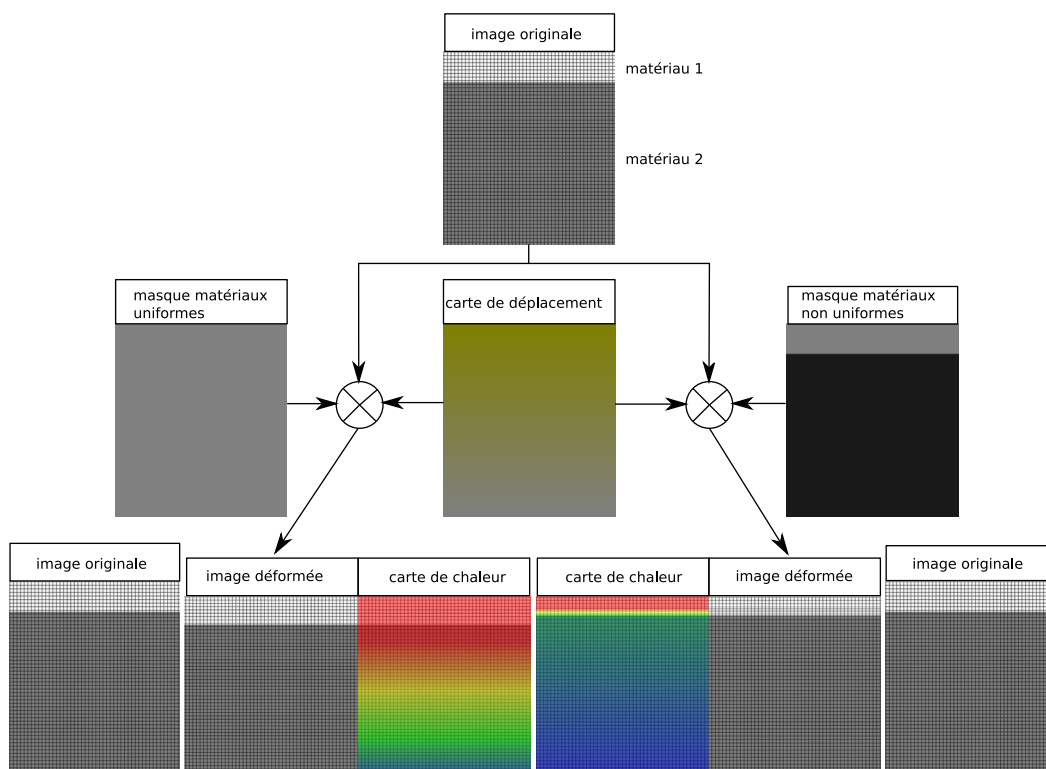 image originale
matériau 1
matériau 2
masque matériaux
uniformes
carte de déplacement
masque matériaux
non uniformes
image originale
image déformée
carte de chaleur
carte de chaleur
image déformée
image originale